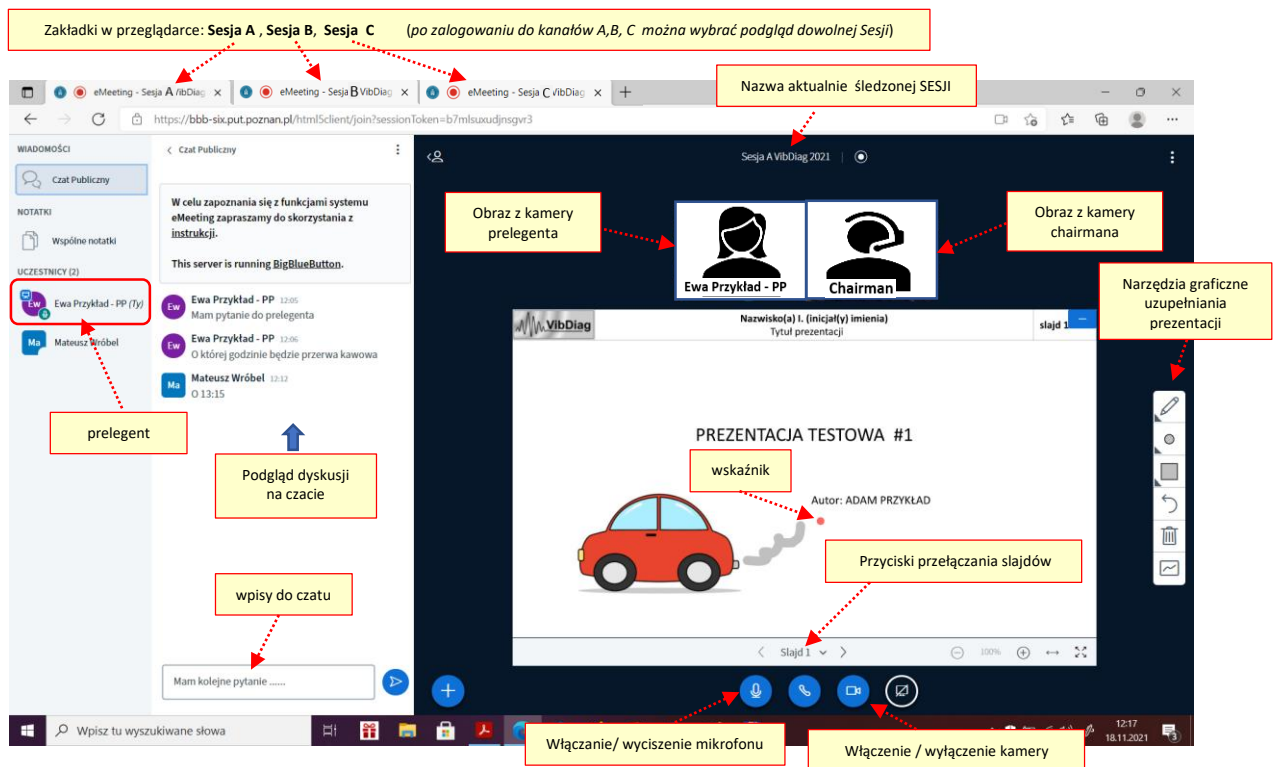 Zakładki w przeglądarce: Sesja A , Sesja B, Sesja C (po zalogowaniu do kanałów A,B, C można wybrać podgląd dowolnej Sesji)
Nazwa aktualnie śledzonej SESJI
eMeeting - Sesja A VibDiag
eMeeting - Sesja B VibDiag
eMeeting - Sesja C VibDiag
https://bbb-six.put.poznan.pl/html5client/join?sessionToken=b7mlsuxudjnsgvr3
WIADOMOŚCI
Czat Publiczny
NOTATKI
Wspólne notatki
UCZESTNICY (2)
Ew
Ewa Przykład - PP (Ty)
Ma
Mateusz Wróbel
prelegent
Czat Publiczny
W celu zapoznania się z funkcjami systemu
eMeeting zapraszamy do skorzystania z
instrukcji.
This server is running BigBlueButton.
Ew
Ewa Przykład - PP 12:05
Mam pytanie do prelegenta
Ew
Ewa Przykład - PP 12:06
O której godzinie będzie przerwa kawowa
Ma
Mateusz Wróbel 12:12
O 13:15
Podgląd dyskusji
na czacie
wpisy do czatu
Mam kolejne pytanie ......
Sesja A VibDiag 2021
Obraz z kamery
prelegenta
Ewa Przykład - PP
Chairman
Obraz z kamery
chairmana
Narzędzia graficzne
uzupełniania
prezentacji
VibDiag
Nazwisko(a) I. (inicjał(y) imienia)
Tytuł prezentacji
slajd 1
PREZENTACJA TESTOWA #1
wskaźnik
Autor: ADAM PRZYKŁAD
Przyciski przełączania slajdów
Slajd 1
100%
Włączanie/ wyciszenie mikrofonu
Włączenie / wyłączenie kamery
Wpisz tu wyszukiwane słowa
12:17
18.11.2021
3